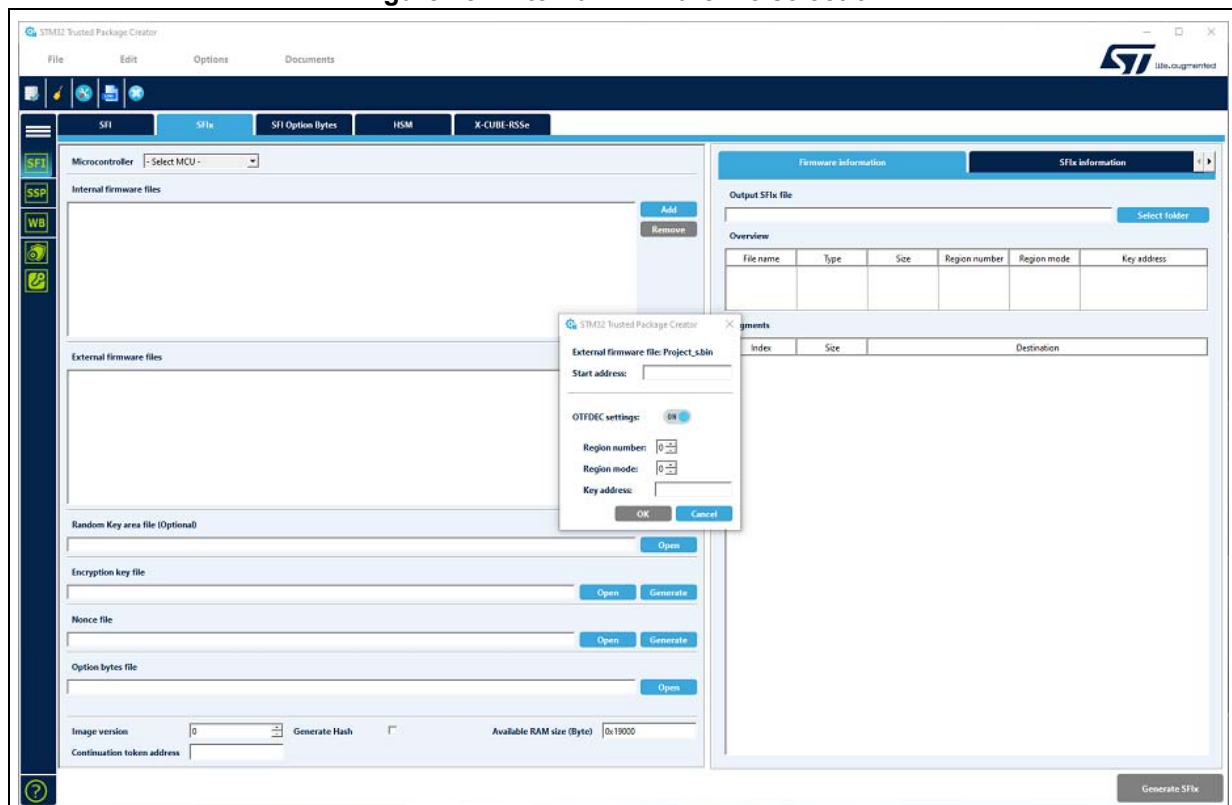 STM32 Trusted Package Creator
File Edit Options Documents
ST life.augmented
SFI SFIx SFI Option Bytes HSM X-CUBE-RSSe
SFI
SSP
WB
Microcontroller - Select MCU -
Internal firmware files
Add
Remove
External firmware files
Random Key area file (Optional)
Open
Encryption key file
Open Generate
Nonce file
Open Generate
Option bytes file
Open
Image version 0 Generate Hash Available RAM size (Byte) 0x19000
Continuation token address
STM32 Trusted Package Creator
External firmware file: Project_s.bin
Start address:
OTFDEC settings: ON
Region number: 0
Region mode: 0
Key address:
OK Cancel
Firmware information SFIx information
Output SFIx file
Select folder
Overview
File name Type Size Region number Region mode Key address
Index Size Destination
?
Generate SFIx